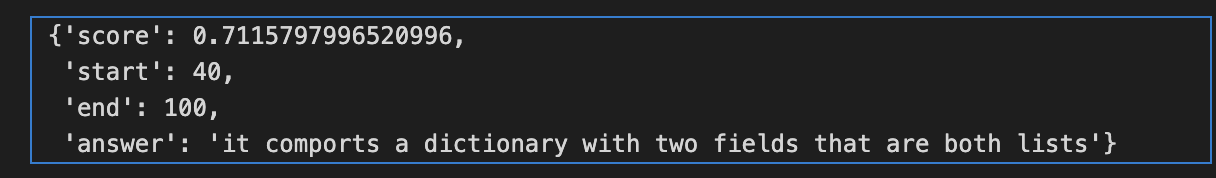 {'score': 0.7115797996520996,
 'start': 40,
 'end': 100,
 'answer': 'it comports a dictionary with two fields that are both lists'}